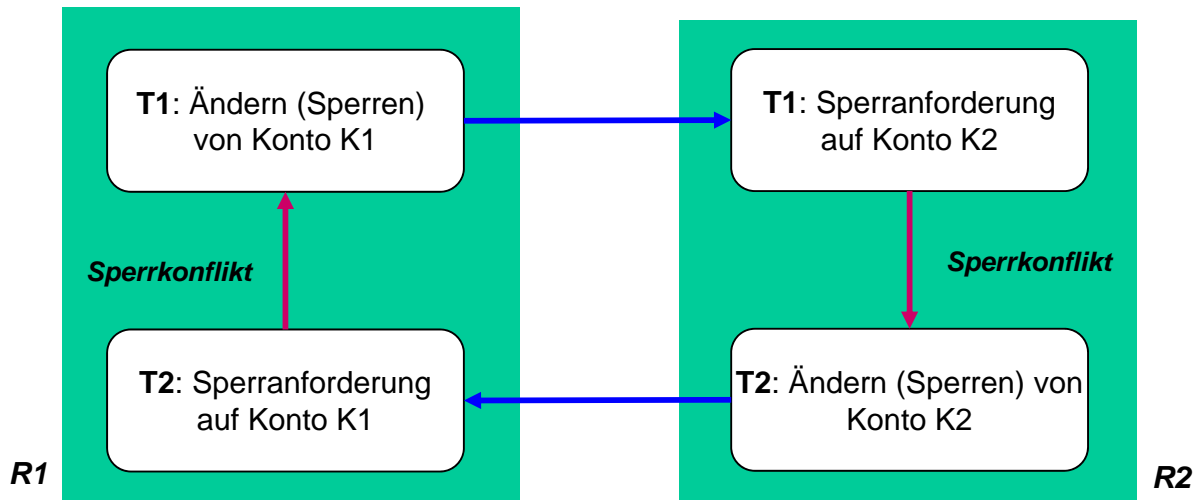 T1: Ändern (Sperren)
von Konto K1
T1: Sperranforderung
auf Konto K2
Sperrkonflikt
Sperrkonflikt
T2: Sperranforderung
auf Konto K1
T2: Ändern (Sperren) von
Konto K2
R1
R2